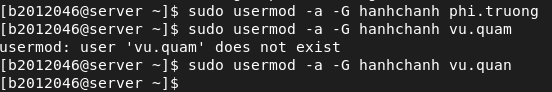 [b2012046@server ~]$ sudo usermod -a -G hanhchanh phi.truong
[b2012046@server ~]$ sudo usermod -a -G hanhchanh vu.quam
usermod: user 'vu.quam' does not exist
[b2012046@server ~]$ sudo usermod -a -G hanhchanh vu.quan
[b2012046@server ~]$